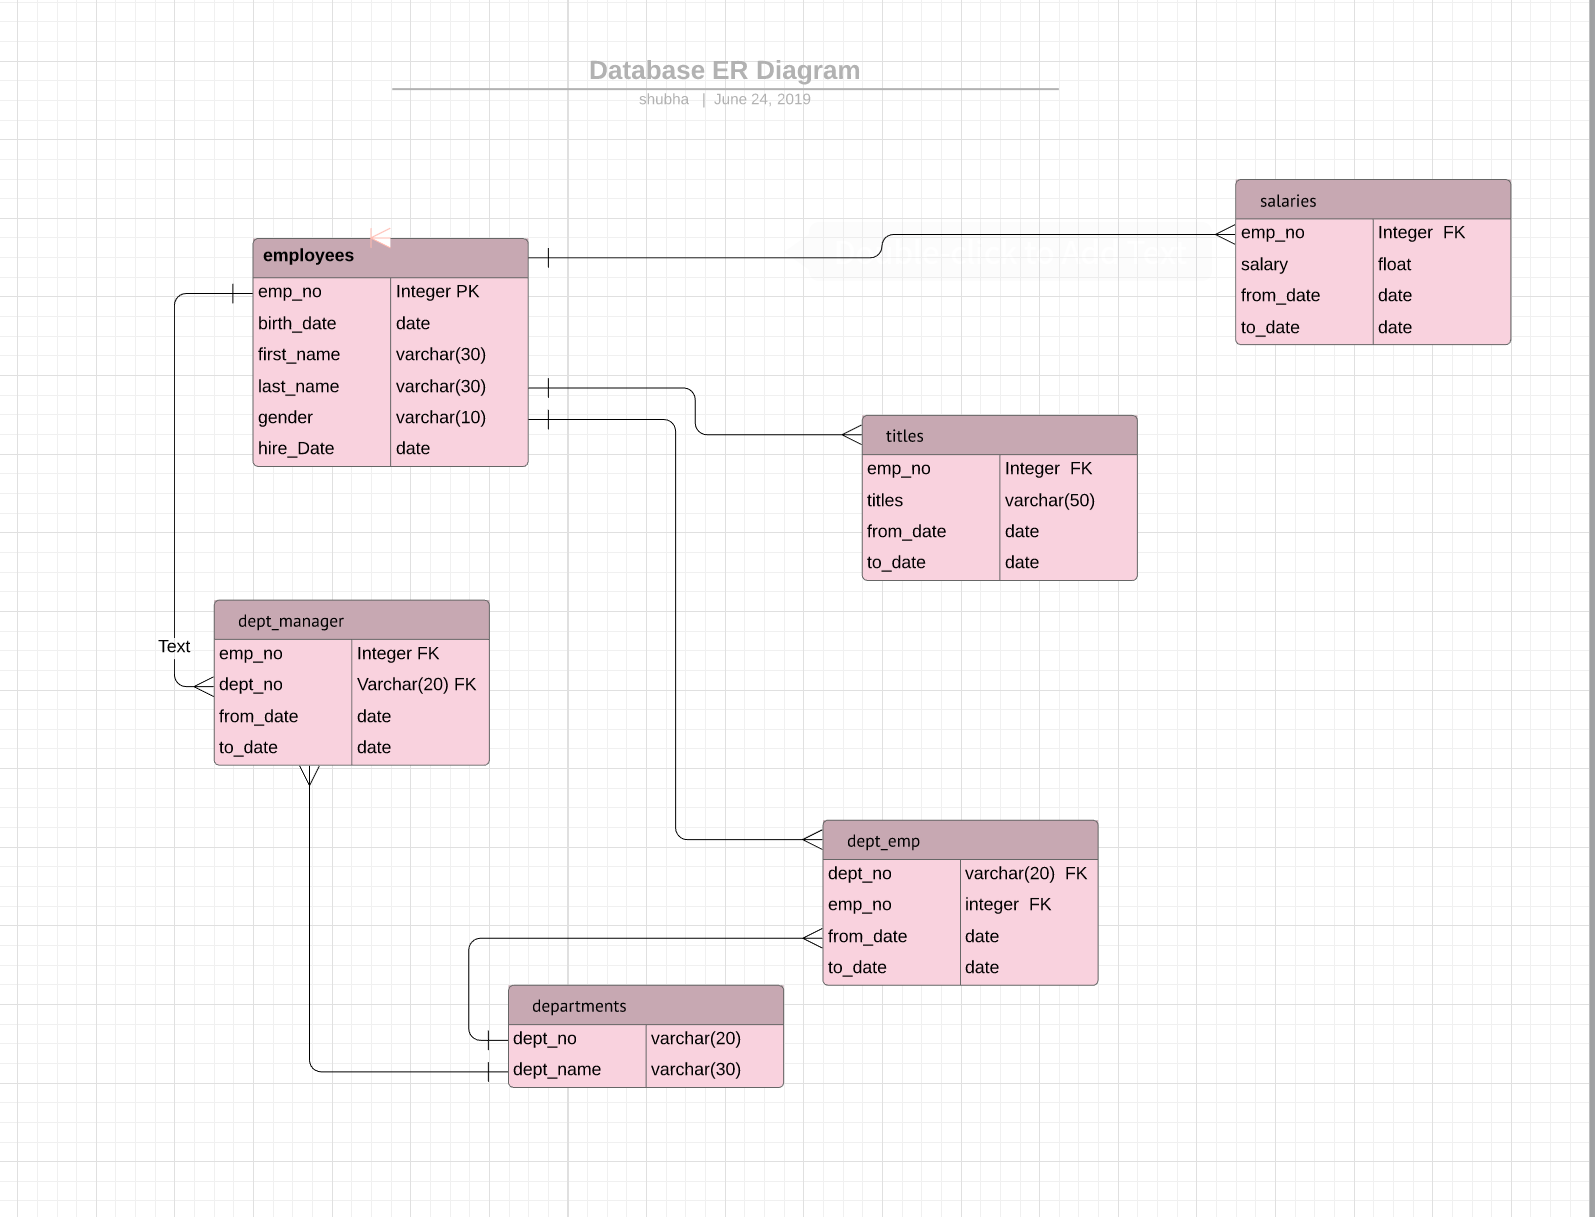 Database ER Diagram
shubha | June 24, 2019
salaries
emp_no Integer FK
salary float
from_date date
to_date date
employees
emp_no Integer PK
birth_date date
first_name varchar(30)
last_name varchar(30)
gender varchar(10)
hire_Date date
titles
emp_no Integer FK
titles varchar(50)
from_date date
to_date date
Text
dept_manager
emp_no Integer FK
dept_no Varchar(20) FK
from_date date
to_date date
dept_emp
dept_no varchar(20) FK
emp_no integer FK
from_date date
to_date date
departments
dept_no varchar(20)
dept_name varchar(30)